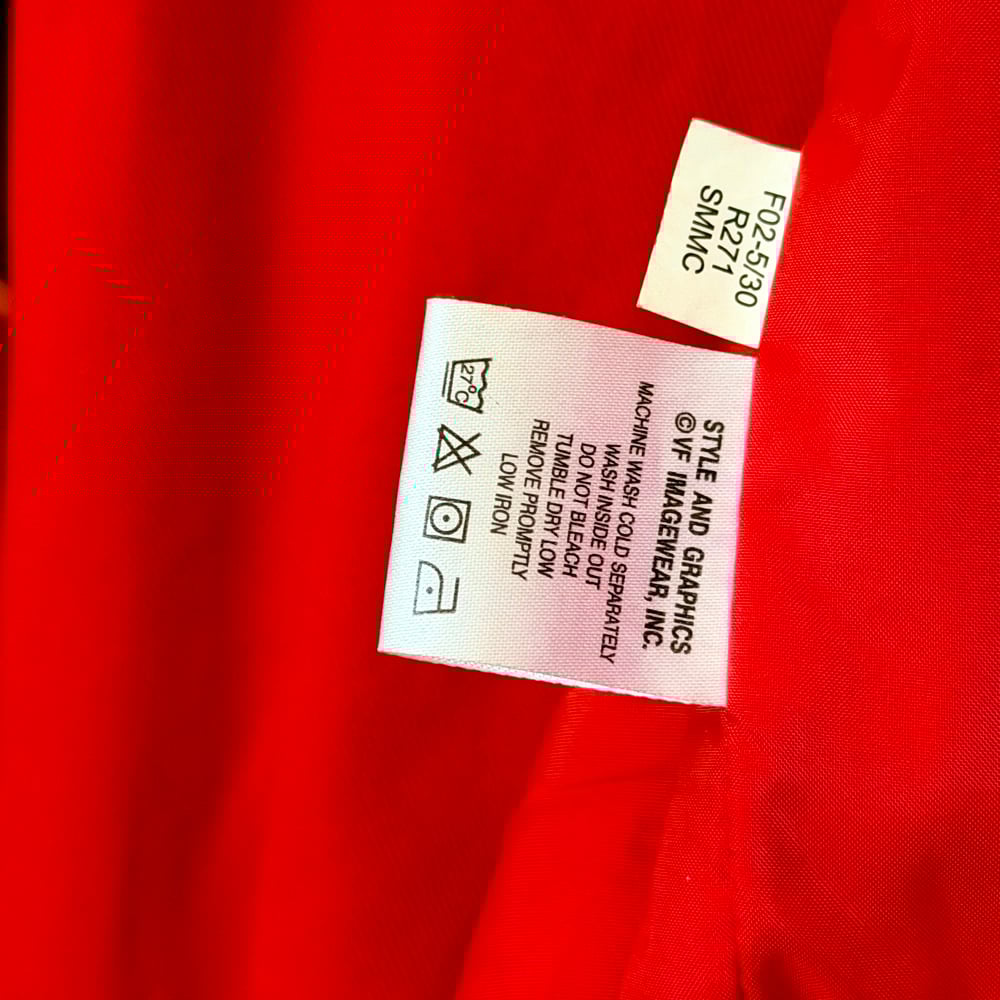 F02-5/30
R271
SMMC
STYLE AND GRAPHICS
©VF IMAGEWEAR, INC.
MACHINE WASH COLD SEPARATELY
WASH INSIDE OUT
DO NOT BLEACH
TUMBLE DRY LOW
REMOVE PROMPTLY
LOW IRON
27°C